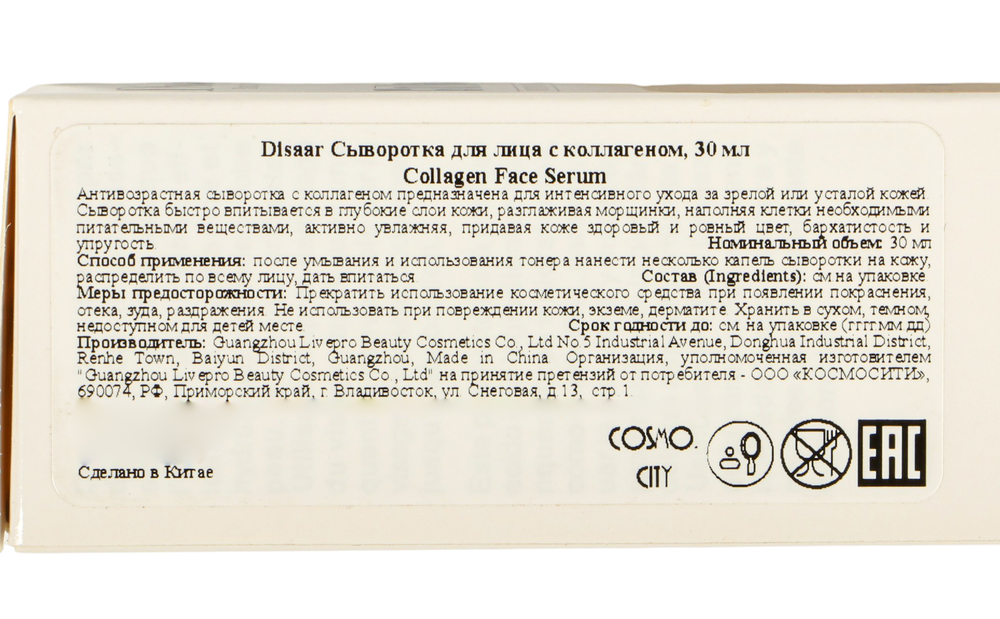 Disaar Сыворотка для лица с коллагеном, 30 мл
Collagen Face Serum
Антивозрастная сыворотка с коллагеном предназначена для интенсивного ухода за зрелой или усталой кожей
Сыворотка быстро впитывается в глубокие слои кожи, разглаживая морщинки, наполняя клетки необходимыми
питательными веществами, активно увлажняя, придавая коже здоровый и ровный цвет, бархатистость и
упругость. Номинальный объем: 30 мл
Способ применения: после умывания и использования тонера нанести несколько капель сыворотки на кожу,
распределить по всему лицу, дать впитаться. Состав (Ingredients): см на упаковке
Меры предосторожности: Прекратить использование косметического средства при появлении покраснения,
отека, зуда, раздражения. Не использовать при повреждении кожи, экземе, дерматите. Хранить в сухом, темном,
недоступном для детей месте. Срок годности до: см на упаковке (гггг мм дд)
Производитель: Guangzhou Livepro Beauty Cosmetics Co., Ltd No 5 Industrial Avenue, Donghua Industrial District,
Renhe Town, Baiyun District, Guangzhou, Made in China. Организация, уполномоченная изготовителем
"Guangzhou Livepro Beauty Cosmetics Co., Ltd" на принятие претензий от потребителя - ООО «КОСМОСИТИ»,
690074, РФ, Приморский край, г. Владивосток, ул. Снеговая, д.13, стр. 1.
COSMO.
CITY
EAC
Сделано в Китае